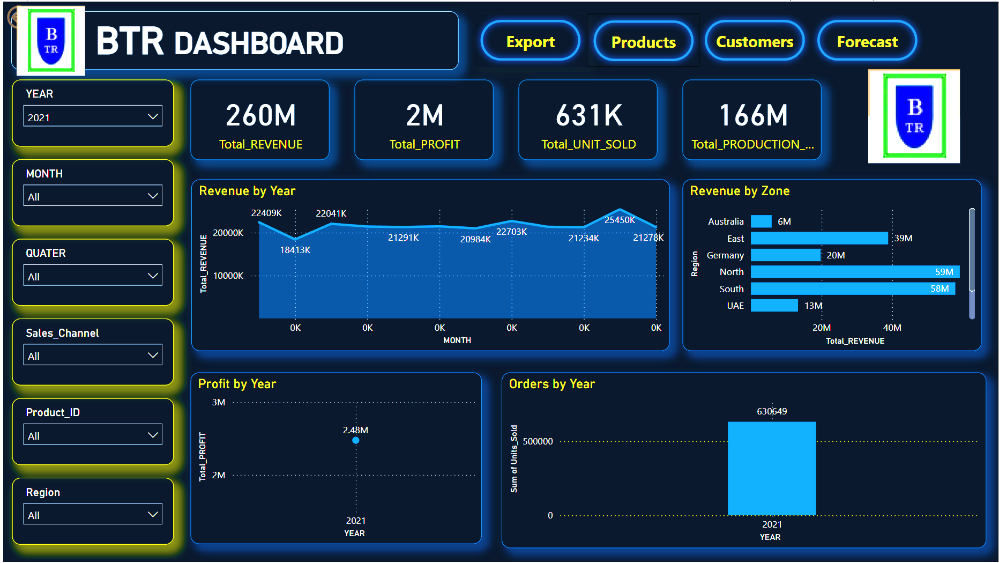 B
TR
BTR DASHBOARD
Export
Products
Customers
Forecast
YEAR
2021
MONTH
All
QUATER
All
Sales_Channel
All
Product_ID
All
Region
All
260M
Total_REVENUE
2M
Total_PROFIT
631K
Total_UNIT_SOLD
166M
Total_PRODUCTION_...
B
TR
Revenue by Year
Total_REVENUE
20000K
10000K
22409K
18413K
22041K
21291K
20984K
22703K
21234K
25450K
21278K
0K 0K 0K 0K 0K 0K
MONTH
Revenue by Zone
Region
Australia 6M
East 39M
Germany 20M
North 59M
South 58M
UAE 13M
20M 40M
Total_REVENUE
Profit by Year
Total_PROFIT
3M
2.48M
2M
2021
YEAR
Orders by Year
Sum of Units_Sold
630649
500000
0
2021
YEAR